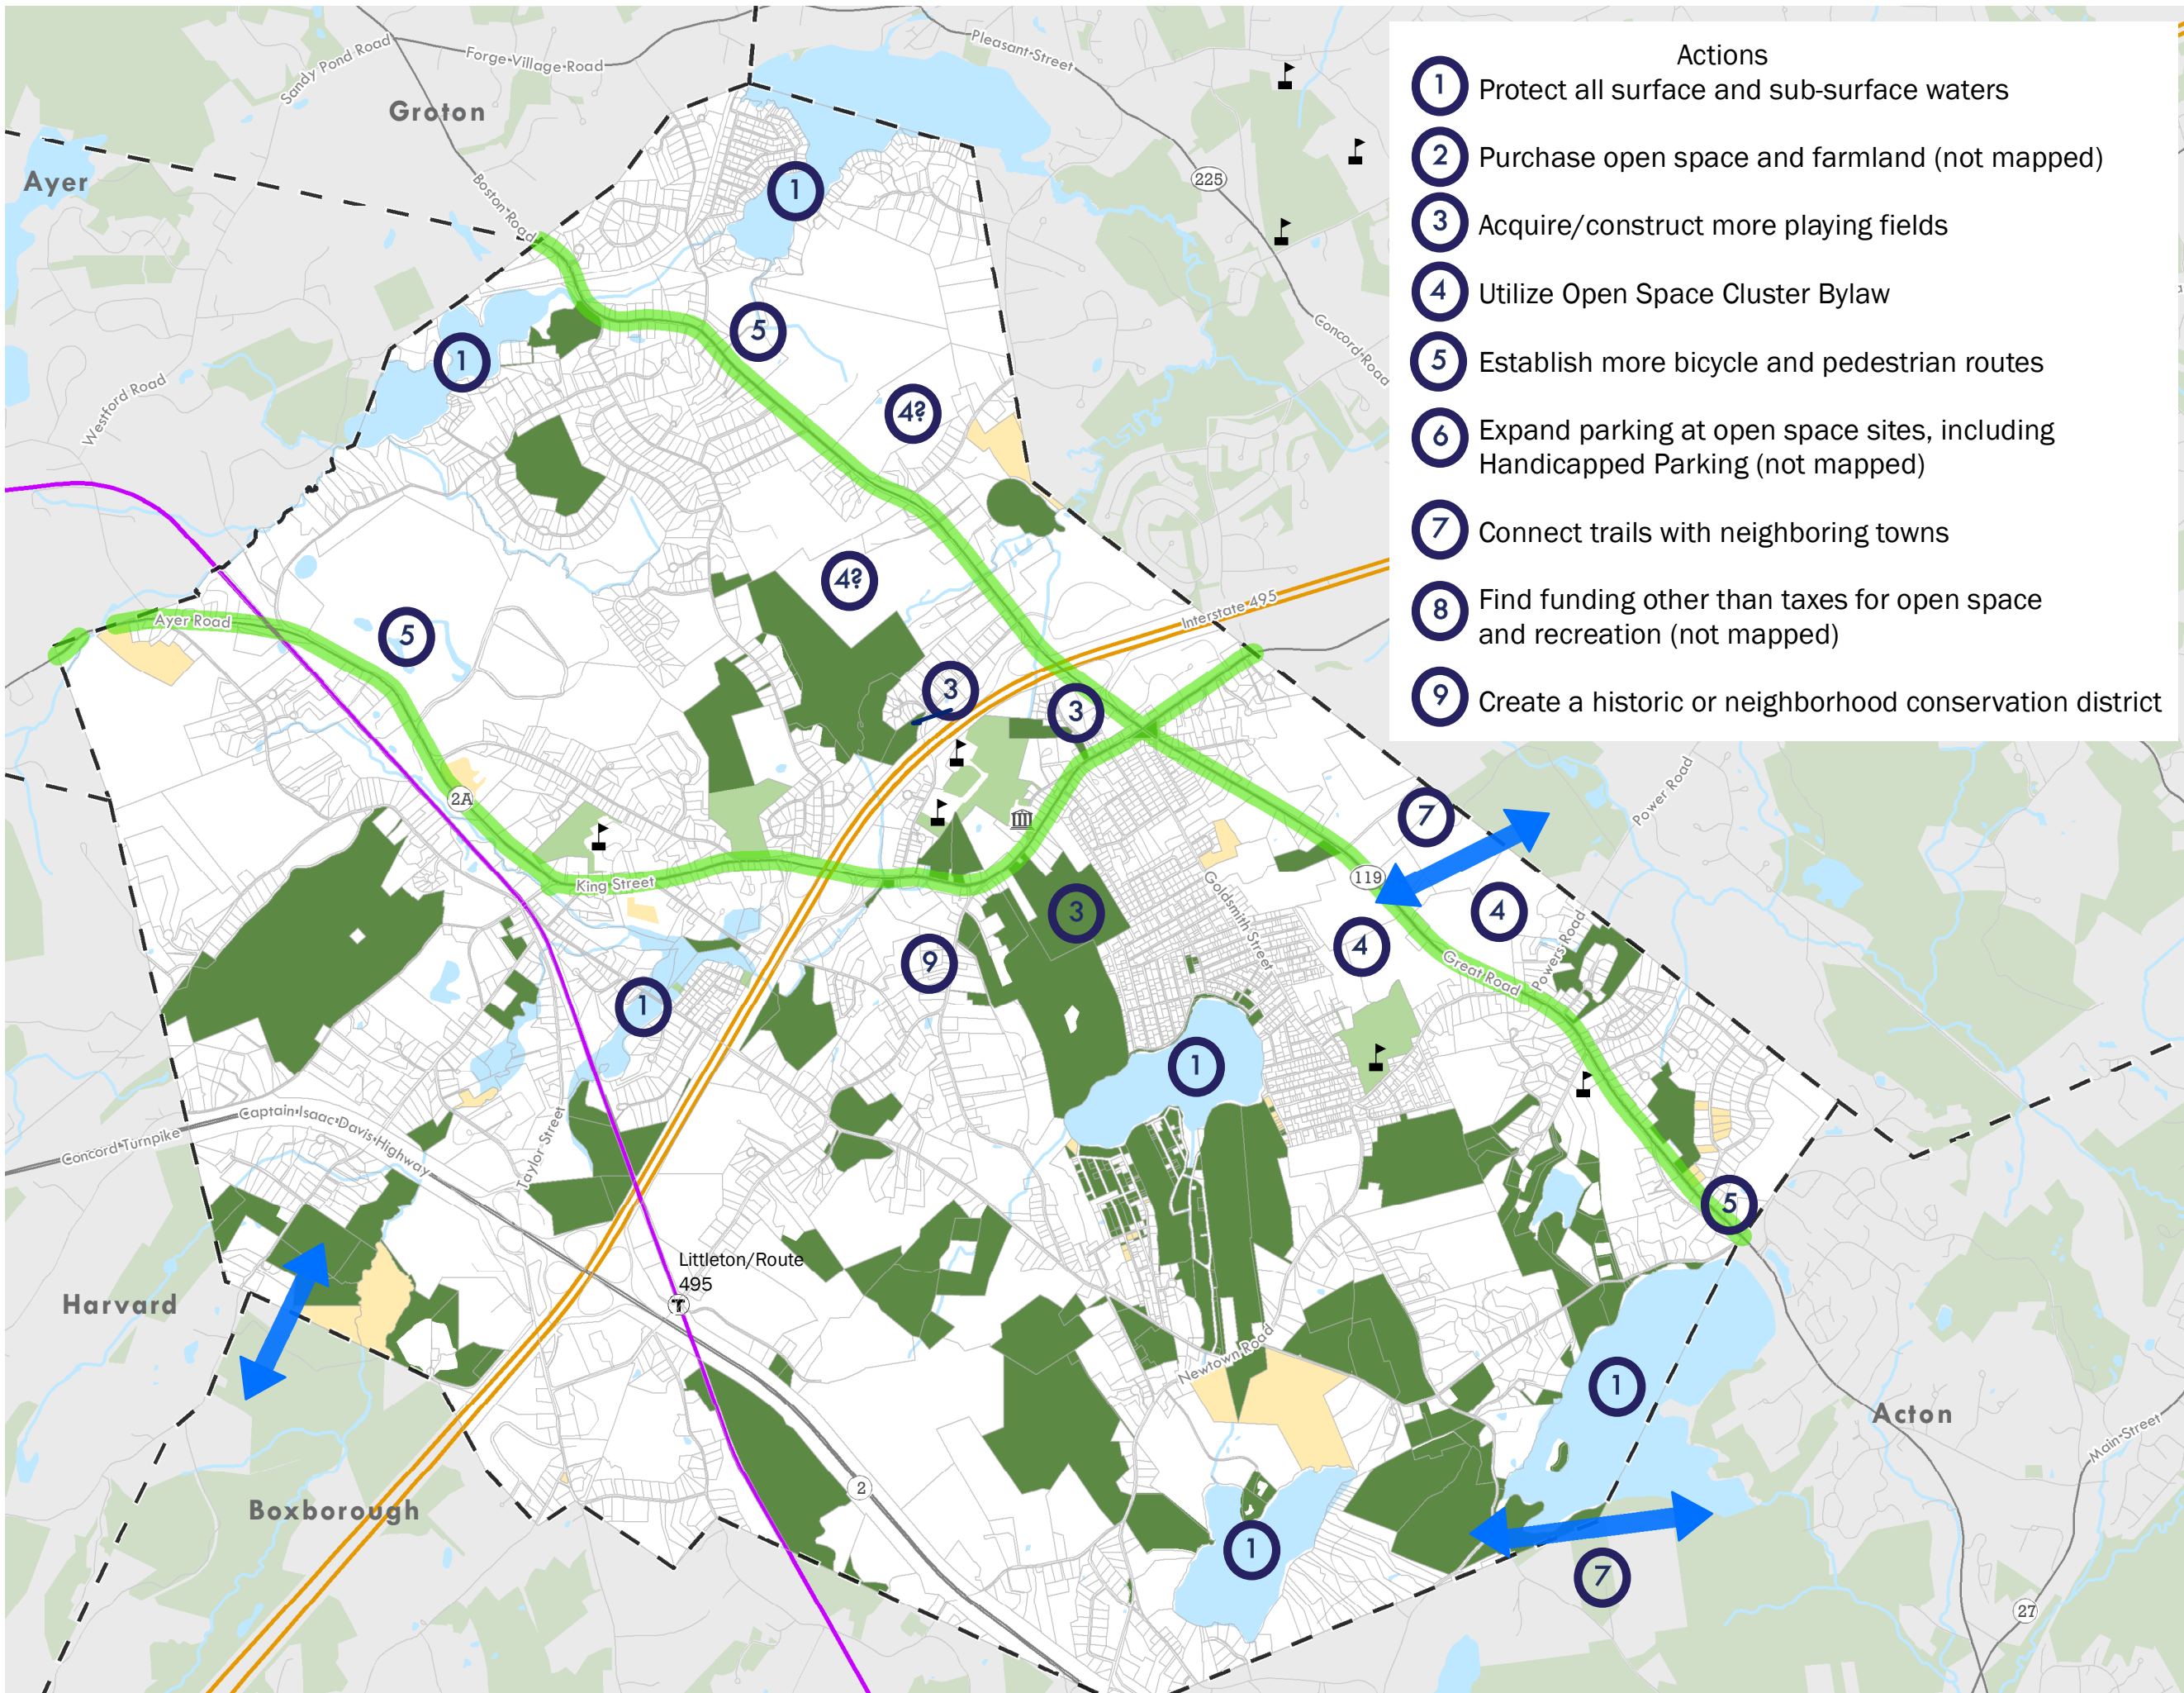 Actions
1 Protect all surface and sub-surface waters
2 Purchase open space and farmland (not mapped)
3 Acquire/construct more playing fields
4 Utilize Open Space Cluster Bylaw
5 Establish more bicycle and pedestrian routes
6 Expand parking at open space sites, including
Handicapped Parking (not mapped)
7 Connect trails with neighboring towns
8 Find funding other than taxes for open space
and recreation (not mapped)
9 Create a historic or neighborhood conservation district
Sandy Pond Road
Forge Village Road
Pleasant Street
Groton
Ayer
Boston Road
225
1
Concord Road
5
1
Westford Road
4?
4?
Interstate 495
Ayer Road
5
3
3
2A
7
Power Road
King Street
119
Goldsmith Street
3
4
4
9
Great Road
Powers Road
1
1
Captain Isaac Davis Highway
Concord Turnpike
Taylor Street
5
Littleton/Route
495
T
Harvard
Newtown Road
1
Acton
Main Street
2
Boxborough
1
7
27